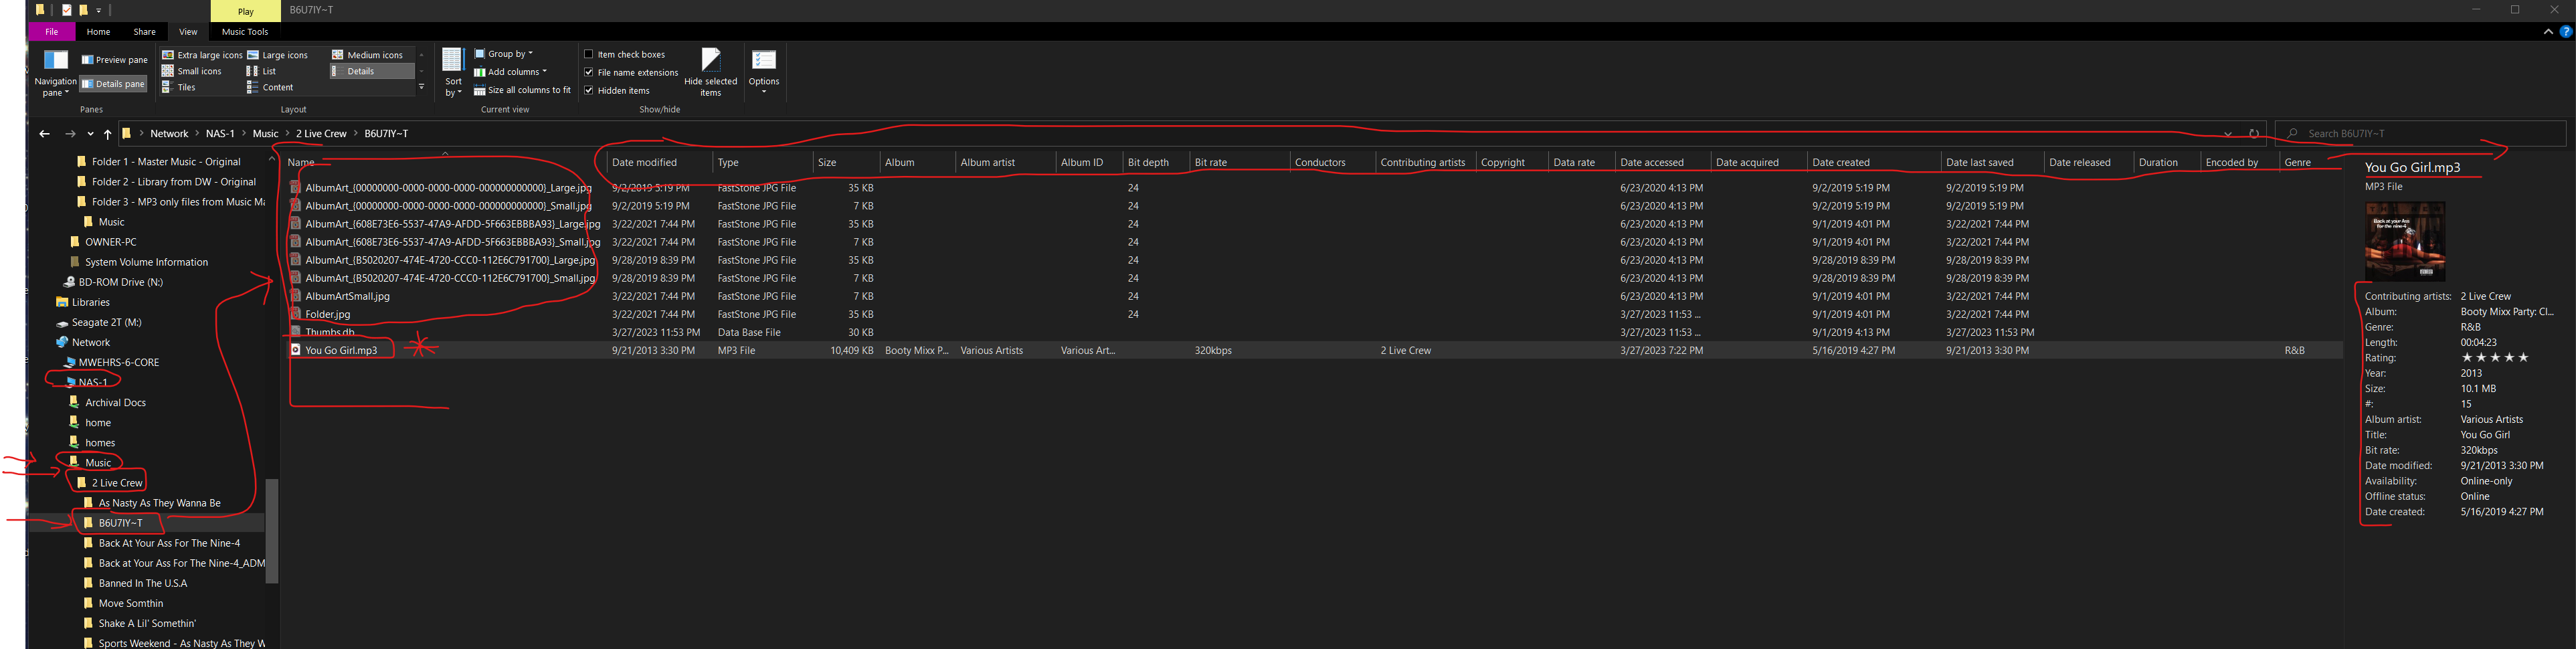 Play
B6U7IY~T
File Home Share View Music Tools
Navigation pane
Preview pane
Details pane
Extra large icons Large icons Medium icons
Small icons List Details
Tiles Content
Sort by
Group by
Add columns
Size all columns to fit
Item check boxes
File name extensions
Hidden items
Hide selected items
Options
Panes Layout Current view Show/hide
Network > NAS-1 > Music > 2 Live Crew > B6U7IY~T
Search B6U7IY~T
Folder 1 - Master Music - Original
Folder 2 - Library from DW - Original
Folder 3 - MP3 only files from Music Ma
Music
OWNER-PC
System Volume Information
BD-ROM Drive (N:)
Libraries
Seagate 2T (M:)
Network
MWEHRS-6-CORE
NAS-1
Archival Docs
home
homes
Music
2 Live Crew
As Nasty As They Wanna Be
B6U7IY~T
Back At Your Ass For The Nine-4
Back at Your Ass For The Nine-4_ADM
Banned In The U.S.A
Move Somthin
Shake A Lil' Somethin'
Sports Weekend - As Nasty As They W
Name Date modified Type Size Album Album artist Album ID Bit depth Bit rate Conductors Contributing artists Copyright Data rate Date accessed Date acquired Date created Date last saved Date released Duration Encoded by Genre
AlbumArt_{00000000-0000-0000-0000-000000000000}_Large.jpg 9/2/2019 5:19 PM FastStone JPG File 35 KB 24 6/23/2020 4:13 PM 9/2/2019 5:19 PM 9/2/2019 5:19 PM
AlbumArt_{00000000-0000-0000-0000-000000000000}_Small.jpg 9/2/2019 5:19 PM FastStone JPG File 7 KB 24 6/23/2020 4:13 PM 9/2/2019 5:19 PM 9/2/2019 5:19 PM
AlbumArt_{608E73E6-5537-47A9-AFDD-5F663EBBBA93}_Large.jpg 3/22/2021 7:44 PM FastStone JPG File 35 KB 24 6/23/2020 4:13 PM 9/1/2019 4:01 PM 3/22/2021 7:44 PM
AlbumArt_{608E73E6-5537-47A9-AFDD-5F663EBBBA93}_Small.jpg 3/22/2021 7:44 PM FastStone JPG File 7 KB 24 6/23/2020 4:13 PM 9/1/2019 4:01 PM 3/22/2021 7:44 PM
AlbumArt_{B5020207-474E-4720-CCC0-112E6C791700}_Large.jpg 9/28/2019 8:39 PM FastStone JPG File 35 KB 24 6/23/2020 4:13 PM 9/28/2019 8:39 PM 9/28/2019 8:39 PM
AlbumArt_{B5020207-474E-4720-CCC0-112E6C791700}_Small.jpg 9/28/2019 8:39 PM FastStone JPG File 7 KB 24 6/23/2020 4:13 PM 9/28/2019 8:39 PM 9/28/2019 8:39 PM
AlbumArtSmall.jpg 3/22/2021 7:44 PM FastStone JPG File 7 KB 24 6/23/2020 4:13 PM 9/1/2019 4:01 PM 3/22/2021 7:44 PM
Folder.jpg 3/22/2021 7:44 PM FastStone JPG File 35 KB 24 3/27/2023 11:53 ... 9/1/2019 4:01 PM 3/22/2021 7:44 PM
Thumbs.db 3/27/2023 11:53 PM Data Base File 30 KB 3/27/2023 11:53 ... 9/1/2019 4:13 PM 3/27/2023 11:53 PM
You Go Girl.mp3 9/21/2013 3:30 PM MP3 File 10,409 KB Booty Mixx P... Various Artists Various Art... 320kbps 2 Live Crew 3/27/2023 7:22 PM 5/16/2019 4:27 PM 9/21/2013 3:30 PM R&B
You Go Girl.mp3
MP3 File
Back at your Ass
For the nine-4
Contributing artists: 2 Live Crew
Album: Booty Mixx Party: Cl...
Genre: R&B
Length: 00:04:23
Rating:
Year: 2013
Size: 10.1 MB
#: 15
Album artist: Various Artists
Title: You Go Girl
Bit rate: 320kbps
Date modified: 9/21/2013 3:30 PM
Availability: Online-only
Offline status: Online
Date created: 5/16/2019 4:27 PM